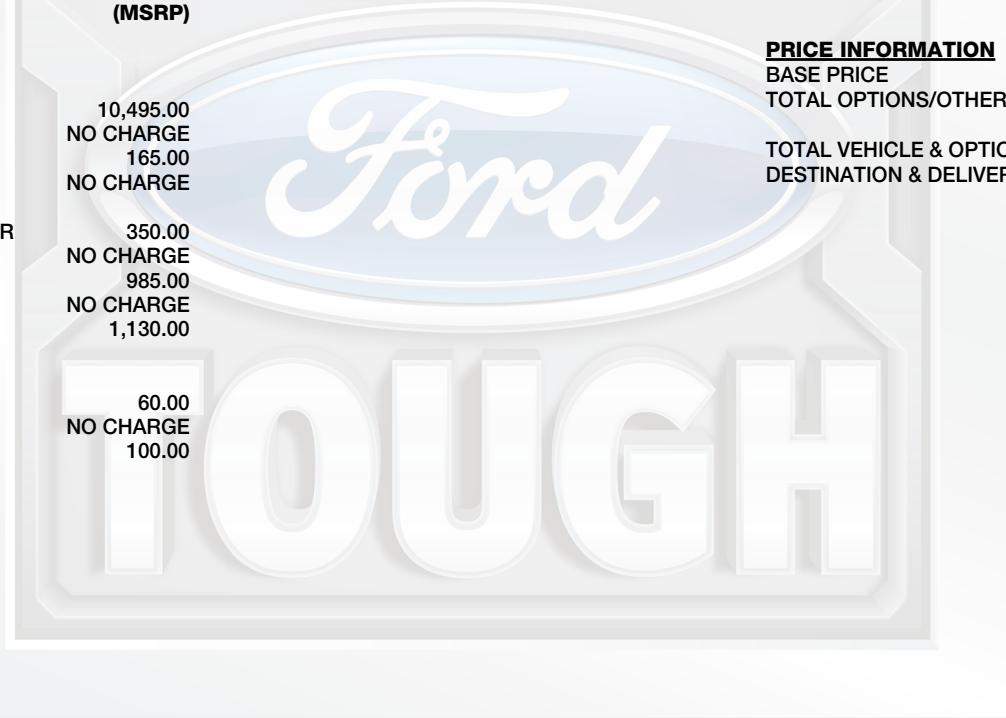 (MSRP)
10,495.00
NO CHARGE
165.00
NO CHARGE
R
350.00
NO CHARGE
985.00
NO CHARGE
1,130.00
60.00
NO CHARGE
100.00
PRICE INFORMATION
BASE PRICE
TOTAL OPTIONS/OTHER
TOTAL VEHICLE &
DESTINATION &
Ford
TOUGH